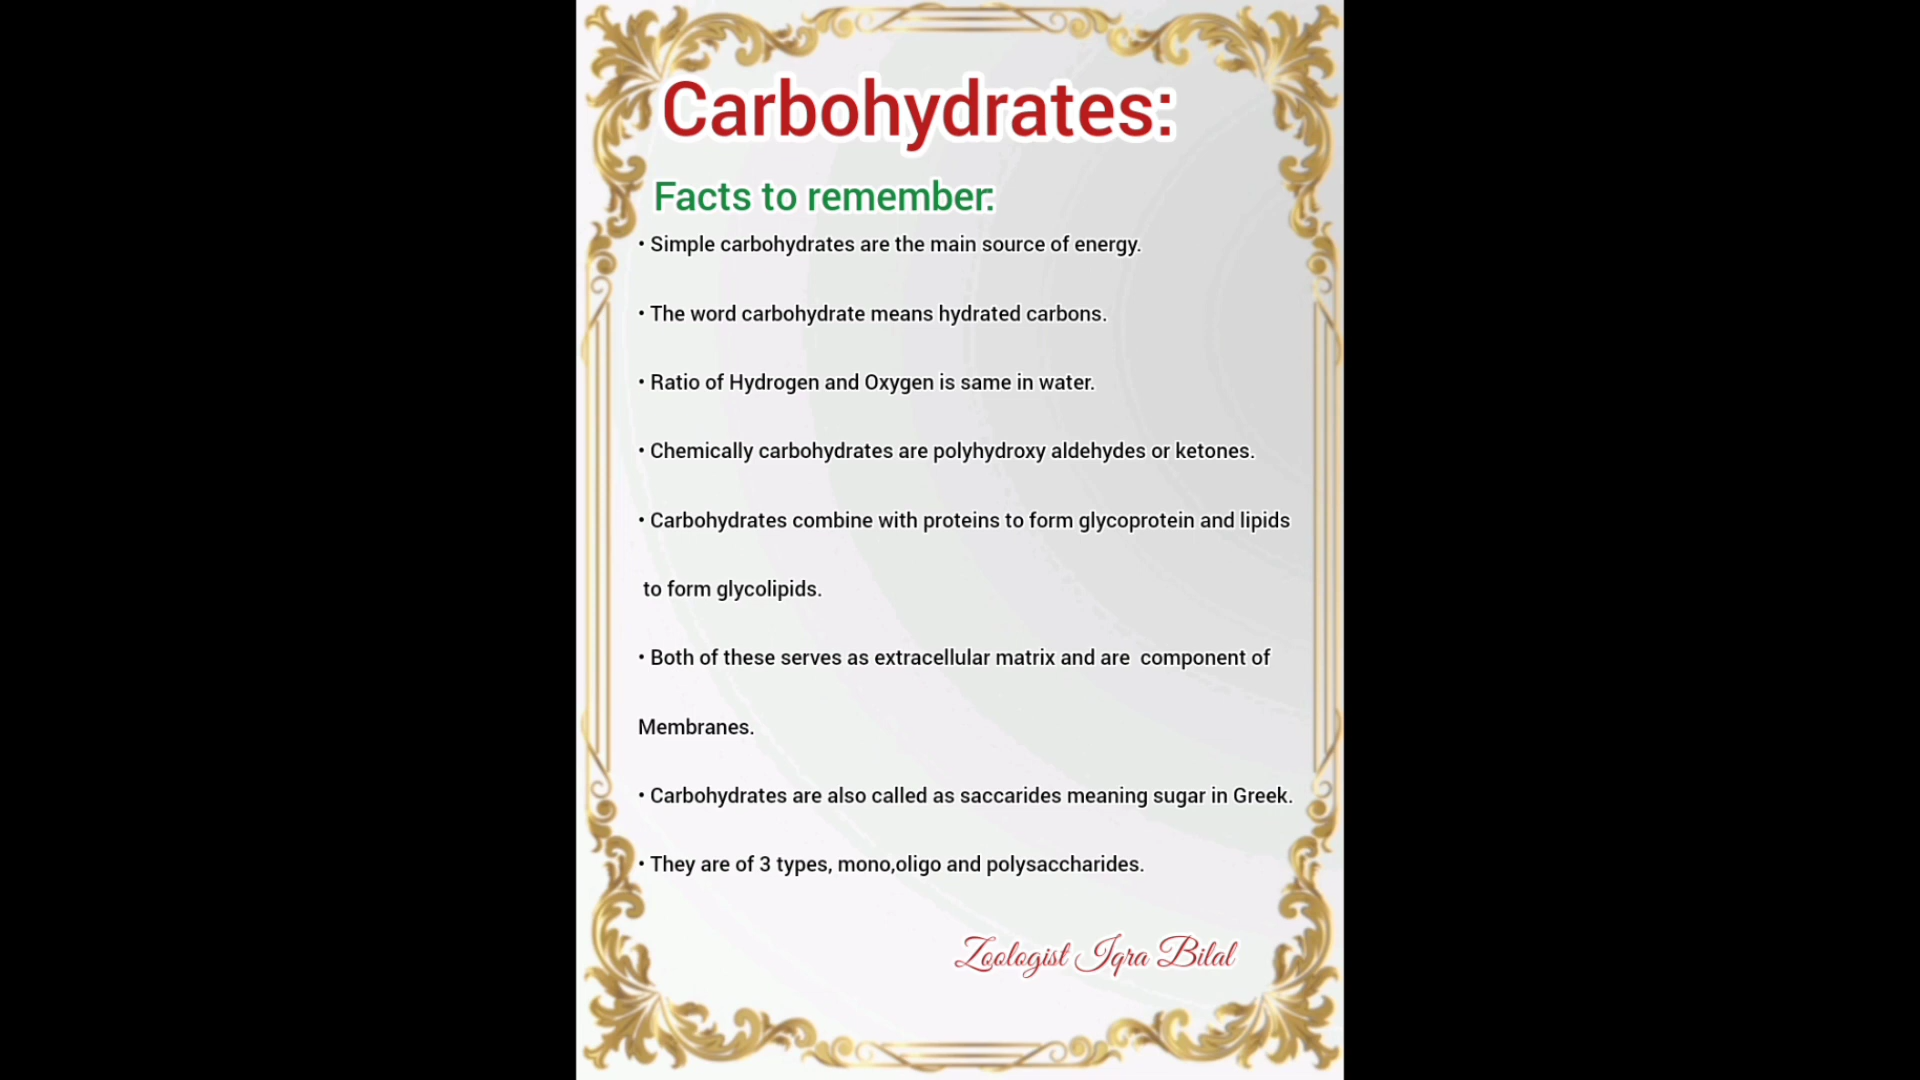 Carbohydrates:
Facts to remember:
• Simple carbohydrates are the main source of energy.
• The word carbohydrate means hydrated carbons.
• Ratio of Hydrogen and Oxygen is same in water.
• Chemically carbohydrates are polyhydroxy aldehydes or ketones.
• Carbohydrates combine with proteins to form glycoprotein and lipids
to form glycolipids.
• Both of these serves as extracellular matrix and are  component of
Membranes.
• Carbohydrates are also called as saccarides meaning sugar in Greek.
• They are of 3 types, mono,oligo and polysaccharides.
Zoologist Iqra Bilal